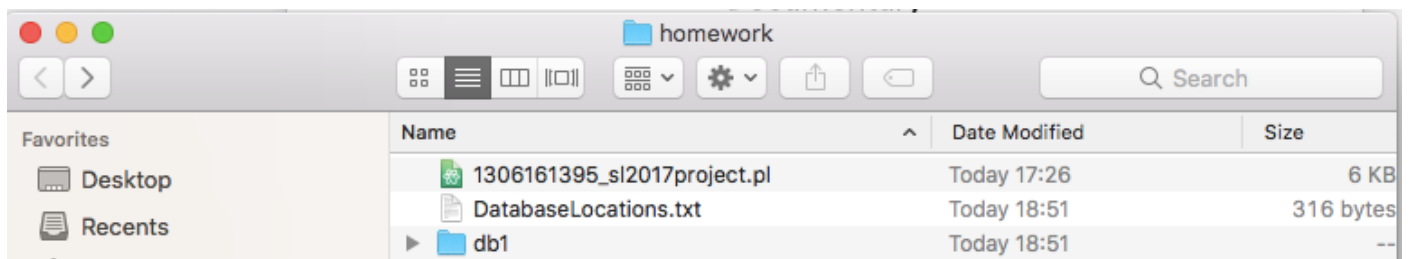 homework
Search
Favorites
Name Date Modified Size
Desktop
1306161395_sl2017project.pl Today 17:26 6 KB
DatabaseLocations.txt Today 18:51 316 bytes
Recents
db1 Today 18:51 --